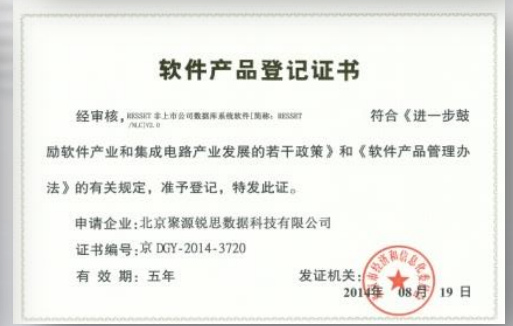 软件产品登记证书
经审核，RESSET 非上市公司数据库系统软件[简称：RESSET 符合《进一步鼓
/NLC]V2.0
励软件产业和集成电路产业发展的若干政策》和《软件产品管理办
法》的有关规定，准予登记，特发此证。
申请企业:北京聚源锐思数据科技有限公司
证书编号:京 DGY-2014-3720
有 效 期: 五年
发证机关:
2014年 08月 19 日